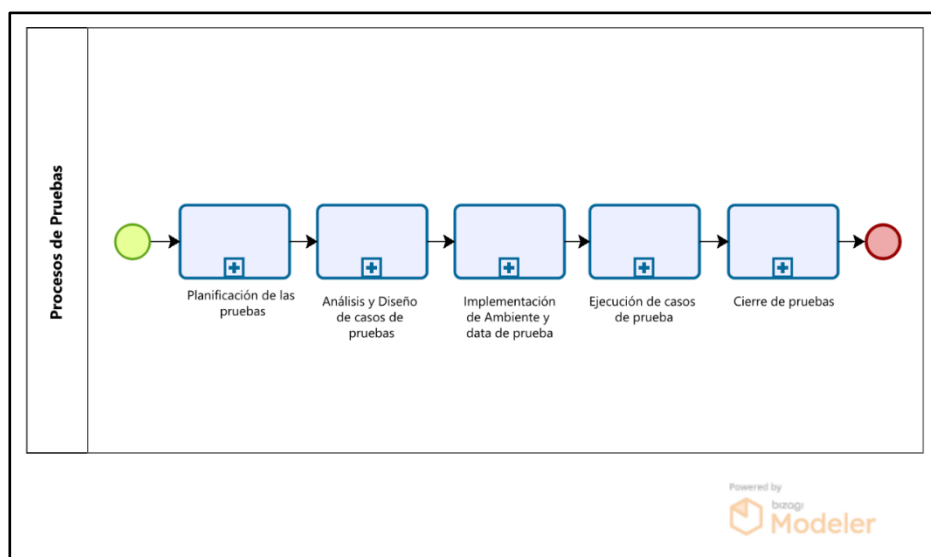 Procesos de Pruebas
Planificación de las
pruebas
Análisis y Diseño
de casos de
pruebas
Implementación
de Ambiente y
data de prueba
Ejecución de casos
de prueba
Cierre de pruebas
Powered by
bizagi
Modeler